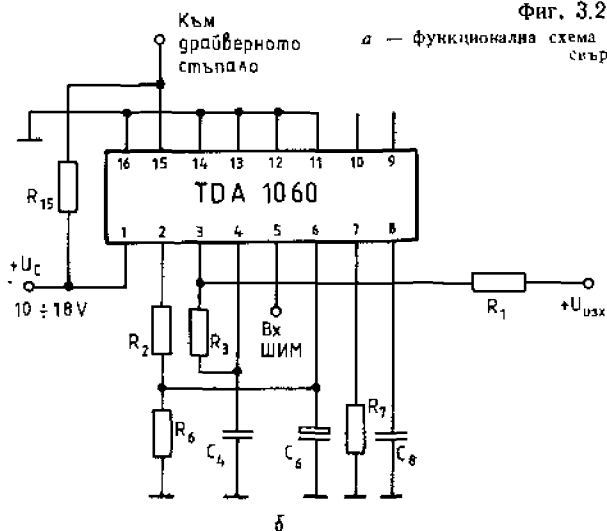 Фиг. 3.2
а — функционална схема
свър
Към
драйверното
стъпало
16 15 14 13 12 11 10 9
TDA 1060
1 2 3 4 5 6 7 8
R15
+Uc
10 ÷ 18V
R2
R3
Вх
ШИМ
R1
+Uизх
R6
C4
C6
R7
C8
б